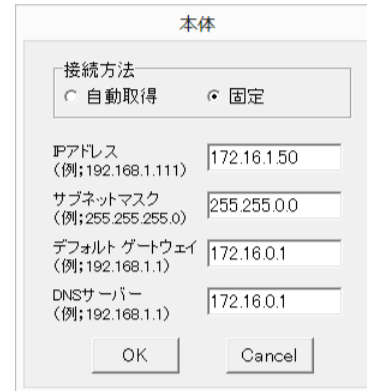 本体
接続方法
自動取得 固定
IPアドレス
(例;192.168.1.111)
172.16.1.50
サブネットマスク
(例;255.255.255.0)
255.255.0.0
デフォルト ゲートウェイ
(例;192.168.1.1)
172.16.0.1
DNSサーバー
(例;192.168.1.1)
172.16.0.1
OK Cancel